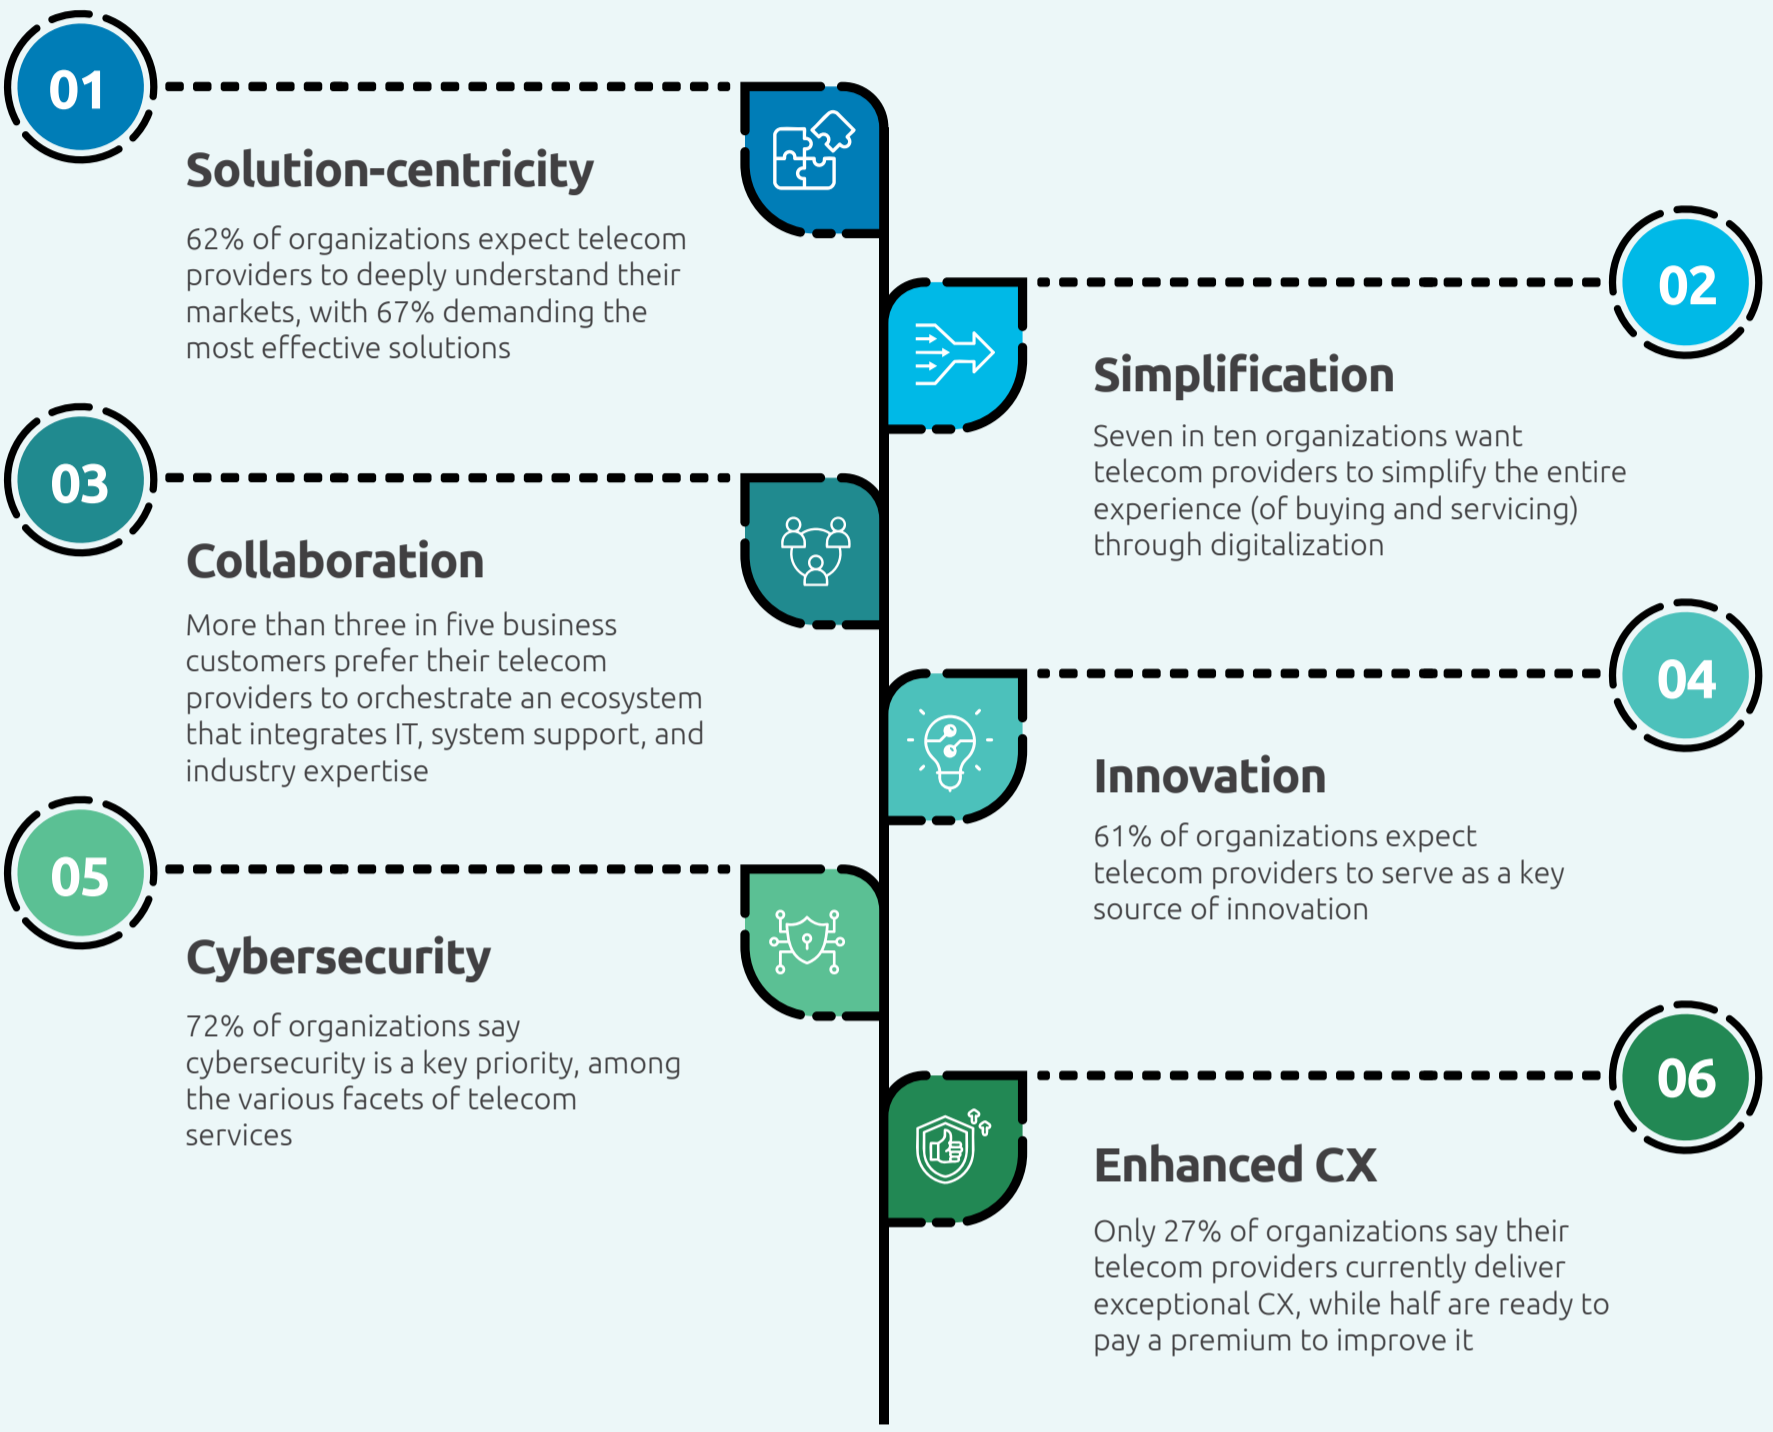 01
Solution-centricity
62% of organizations expect telecom
providers to deeply understand their
markets, with 67% demanding the
most effective solutions
02
Simplification
Seven in ten organizations want
telecom providers to simplify the entire
experience (of buying and servicing)
through digitalization
03
Collaboration
More than three in five business
customers prefer their telecom
providers to orchestrate an ecosystem
that integrates IT, system support, and
industry expertise
04
Innovation
61% of organizations expect
telecom providers to serve as a key
source of innovation
05
Cybersecurity
72% of organizations say
cybersecurity is a key priority, among
the various facets of telecom
services
06
Enhanced CX
Only 27% of organizations say their
telecom providers currently deliver
exceptional CX, while half are ready to
pay a premium to improve it